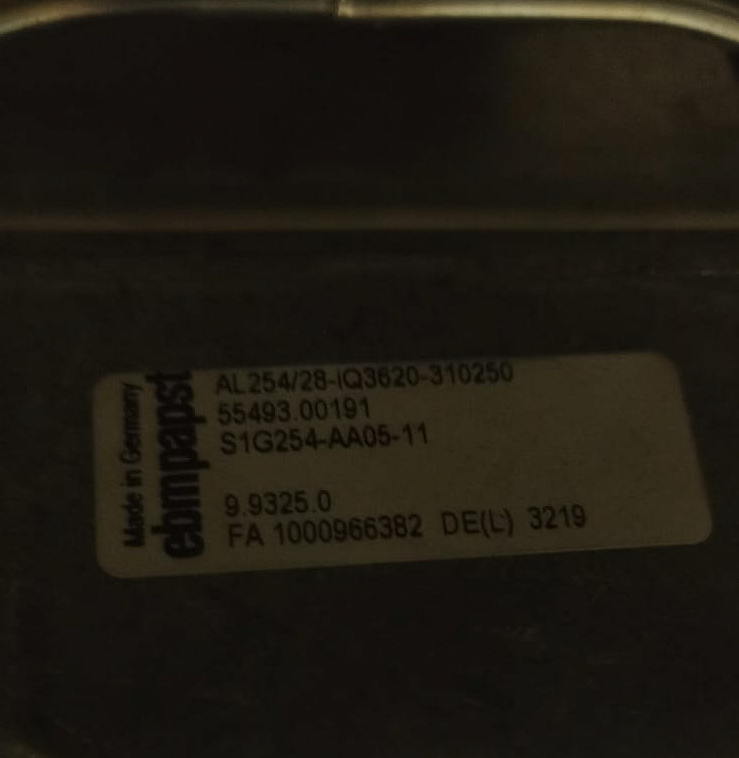 Made in Germany
ebmpapst
AL254/28-IQ3620-310250
55493.00191
S1G254-AA05-11
9.9325.0
FA 1000966382 DE(L) 3219